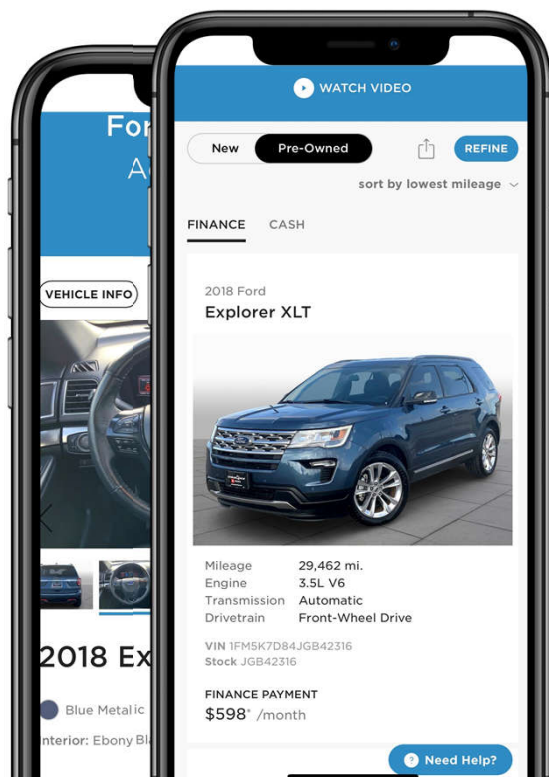 For
A
VEHICLE INFO
2018 Ex
Blue Metalic
Interior: Ebony Bla
WATCH VIDEO
New
Pre-Owned
REFINE
sort by lowest mileage
FINANCE CASH
2018 Ford
Explorer XLT
Mileage 29,462 mi.
Engine 3.5L V6
Transmission Automatic
Drivetrain Front-Wheel Drive
VIN 1FM5K7D84JGB42316
Stock JGB42316
FINANCE PAYMENT
$598* /month
? Need Help?